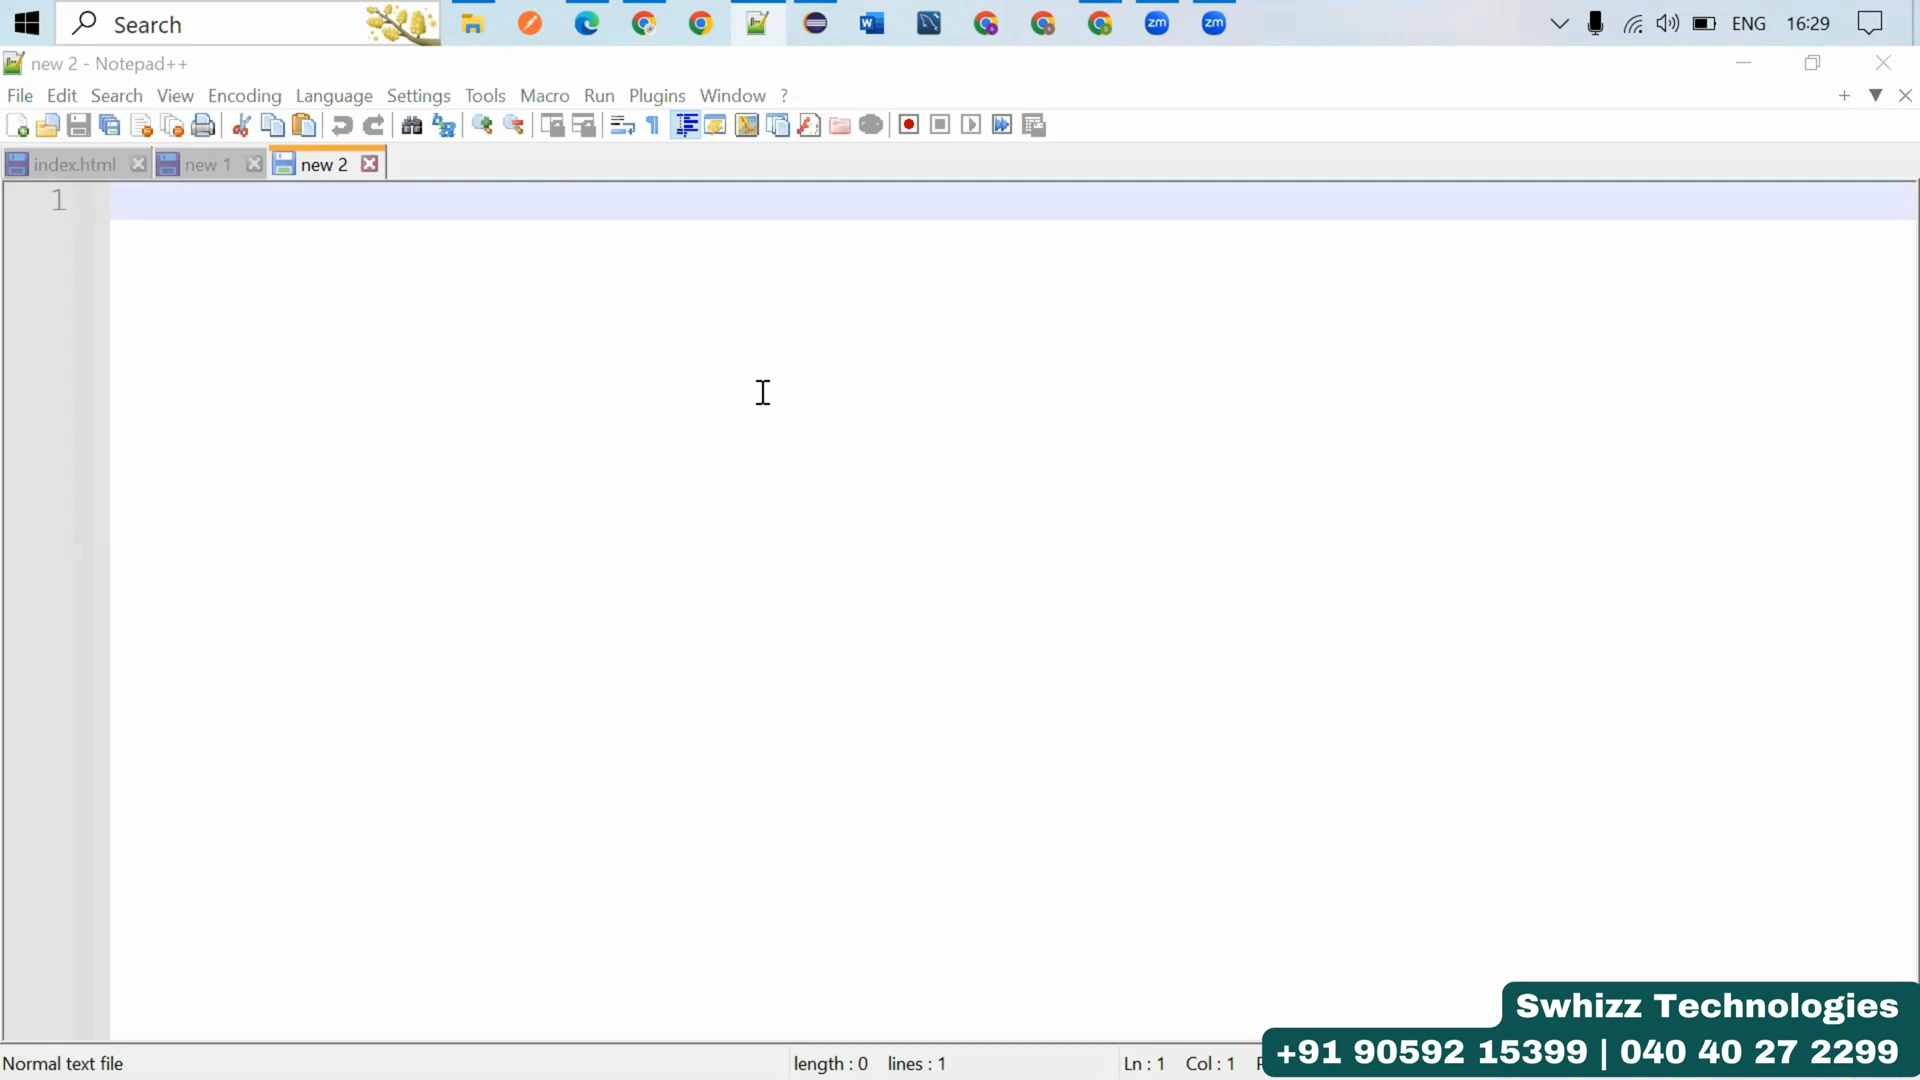 Search
zm
zm
ENG
16:29
new 2 - Notepad++
File Edit Search View Encoding Language Settings Tools Macro Run Plugins Window ?
index.html
new 1
new 2
1
Normal text file
length : 0 lines : 1
Ln : 1 Col : 1
Swhizz Technologies
+91 90592 15399 | 040 40 27 2299